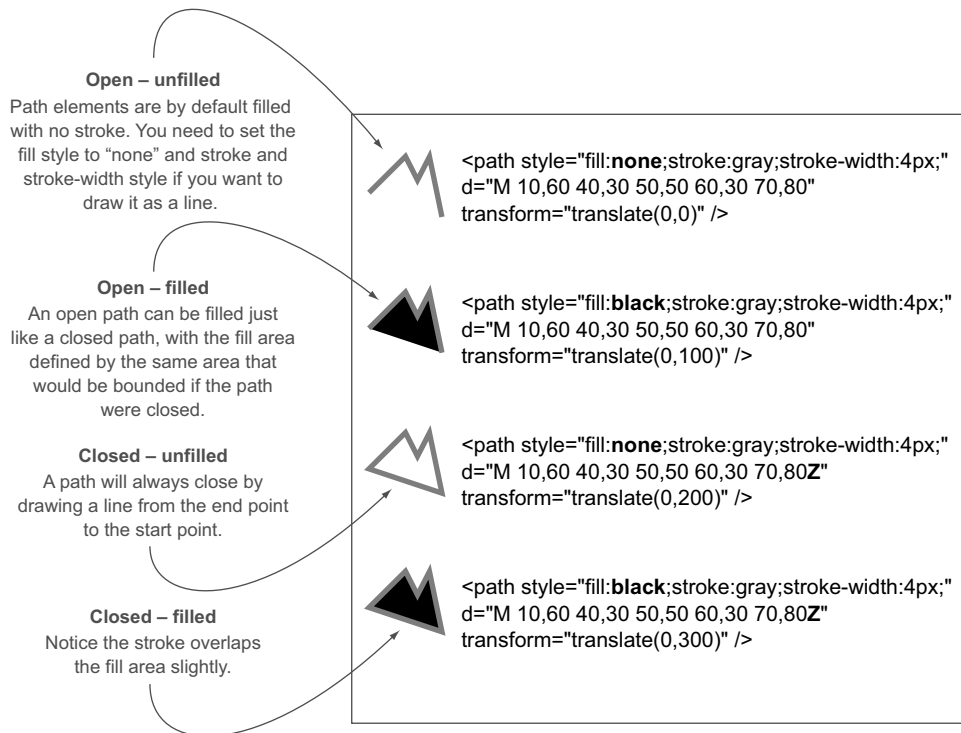 Open – unfilled
Path elements are by default filled
with no stroke. You need to set the
fill style to “none” and stroke and
stroke-width style if you want to
draw it as a line.
<path style="fill:none;stroke:gray;stroke-width:4px;"
d="M 10,60 40,30 50,50 60,30 70,80"
transform="translate(0,0)" />
Open – filled
An open path can be filled just
like a closed path, with the fill area
defined by the same area that
would be bounded if the path
were closed.
<path style="fill:black;stroke:gray;stroke-width:4px;"
d="M 10,60 40,30 50,50 60,30 70,80"
transform="translate(0,100)" />
Closed – unfilled
A path will always close by
drawing a line from the end point
to the start point.
<path style="fill:none;stroke:gray;stroke-width:4px;"
d="M 10,60 40,30 50,50 60,30 70,80Z"
transform="translate(0,200)" />
Closed – filled
Notice the stroke overlaps
the fill area slightly.
<path style="fill:black;stroke:gray;stroke-width:4px;"
d="M 10,60 40,30 50,50 60,30 70,80Z"
transform="translate(0,300)" />